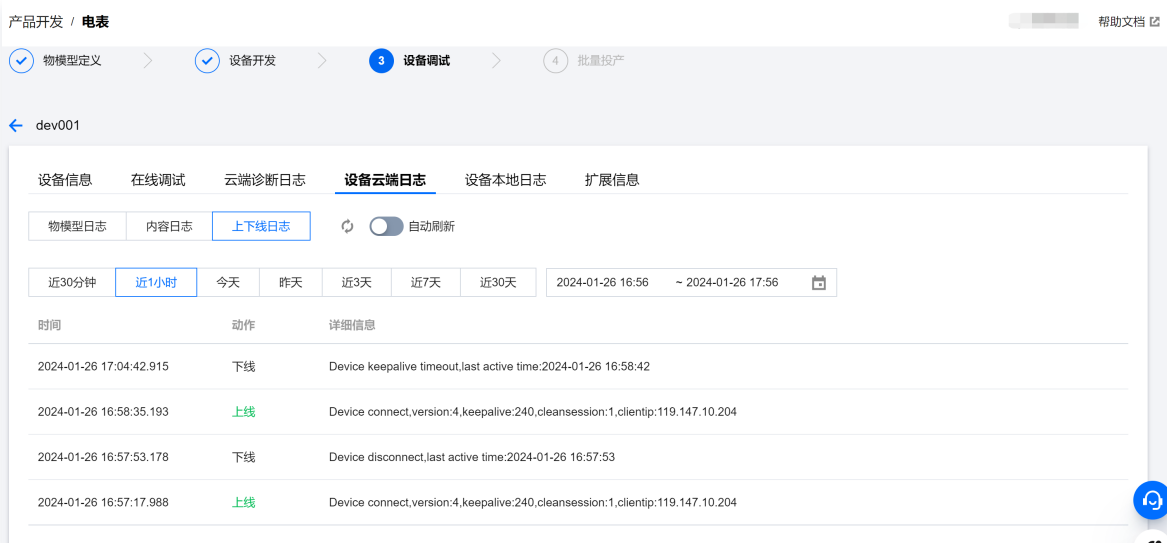 产品开发 / 电表 帮助文档
物模型定义 设备开发 3 设备调试 4 批量投产
dev001
设备信息 在线调试 云端诊断日志 设备云端日志 设备本地日志 扩展信息
物模型日志 内容日志 上下线日志 自动刷新
近30分钟 近1小时 今天 昨天 近3天 近7天 近30天 2024-01-26 16:56 ~ 2024-01-26 17:56
时间 动作 详细信息
2024-01-26 17:04:42.915 下线 Device keepalive timeout,last active time:2024-01-26 16:58:42
2024-01-26 16:58:35.193 上线 Device connect,version:4,keepalive:240,cleansession:1,clientip:119.147.10.204
2024-01-26 16:57:53.178 下线 Device disconnect,last active time:2024-01-26 16:57:53
2024-01-26 16:57:17.988 上线 Device connect,version:4,keepalive:240,cleansession:1,clientip:119.147.10.204